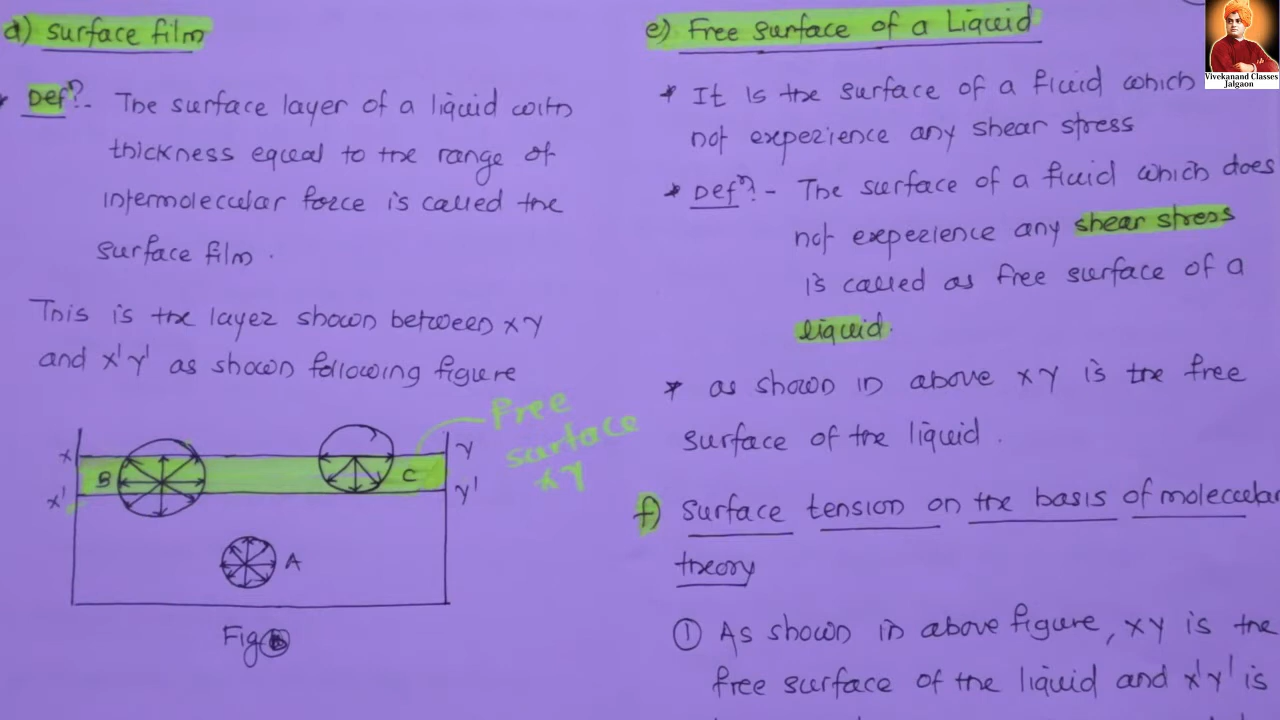 d) surface film
* Defn:- The surface layer of a liquid with
thickness equal to the range of
intermolecular force is called the
surface film.
This is the layer shown between xy
and x'y' as shown following figure
Free
surface
xy
x
y
B
C
x'
y'
A
Fig b
e) Free surface of a Liquid
* It is the surface of a fluid which
not experience any shear stress
* Defn:- The surface of a fluid which does
not experience any shear stress
is called as free surface of a
liquid.
* as shown in above xy is the free
surface of the liquid.
f) surface tension on the basis of molecular
theory
① As shown in above figure, xy is the
free surface of the liquid and x'y' is
Vivekanand Classes
Jalgaon